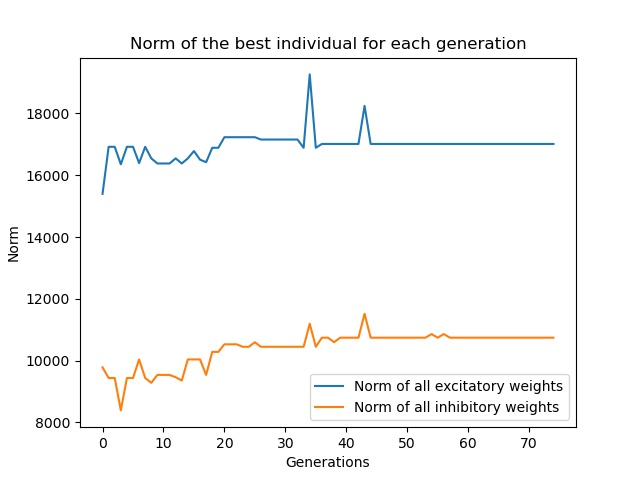 Norm of the best individual for each generation
18000
16000
14000
12000
10000
8000
Norm
0 10 20 30 40 50 60 70
Generations
Norm of all excitatory weights
Norm of all inhibitory weights